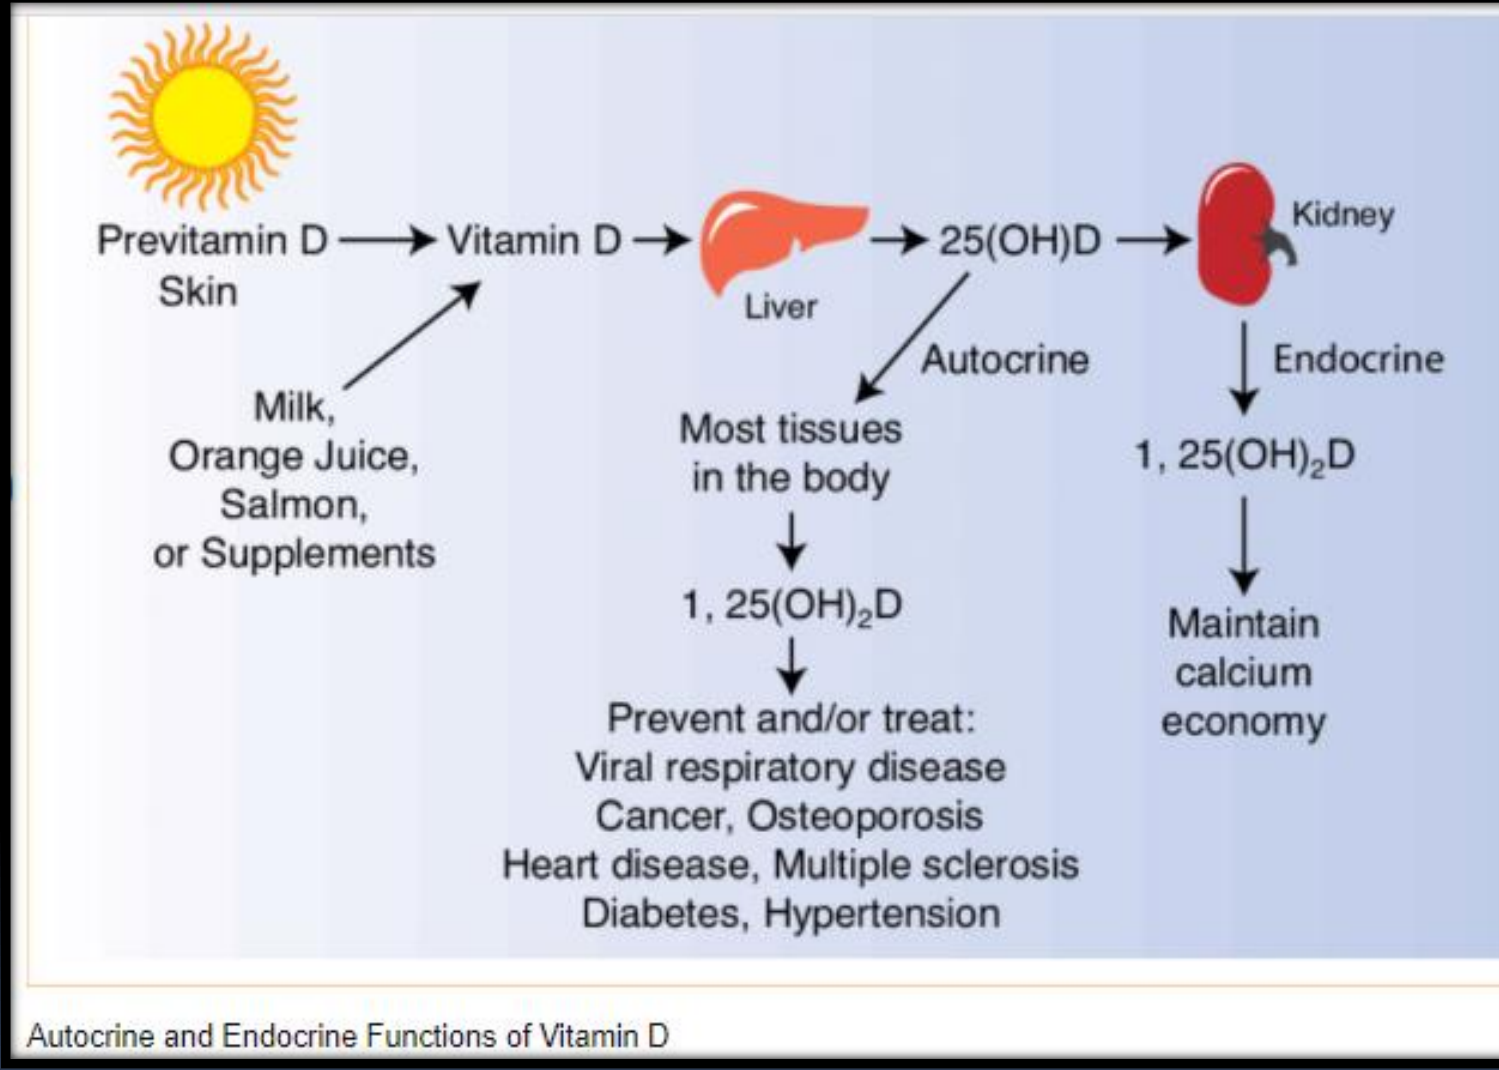 Previtamin D
Skin
Vitamin D
Liver
25(OH)D
Kidney
Milk,
Orange Juice,
Salmon,
or Supplements
Autocrine
Most tissues
in the body
1, 25(OH)₂D
Prevent and/or treat:
Viral respiratory disease
Cancer, Osteoporosis
Heart disease, Multiple sclerosis
Diabetes, Hypertension
Endocrine
1, 25(OH)₂D
Maintain
calcium
economy
Autocrine and Endocrine Functions of Vitamin D